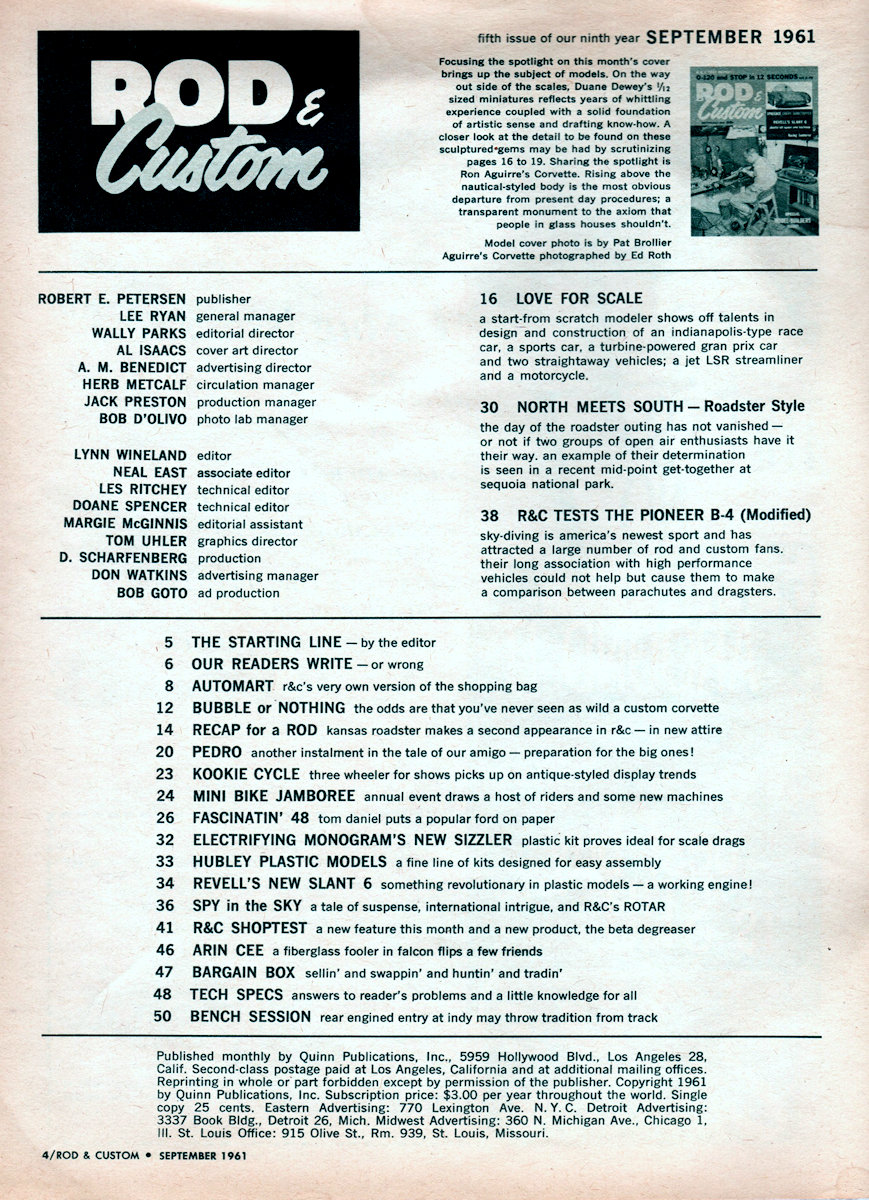 ROD &
Custom
fifth issue of our ninth year SEPTEMBER 1961
Focusing the spotlight on this month's cover
brings up the subject of models. On the way
out side of the scales, Duane Dewey's 1/12
sized miniatures reflects years of whittling
experience coupled with a solid foundation
of artistic sense and drafting know-how. A
closer look at the detail to be found on these
sculptured gems may be had by scrutinizing
pages 16 to 19. Sharing the spotlight is
Ron Aguirre's Corvette. Rising above the
nautical-styled body is the most obvious
departure from present day procedures; a
transparent monument to the axiom that
people in glass houses shouldn't.
Model cover photo is by Pat Brollier
Aguirre's Corvette photographed by Ed Roth
0-120 and STOP in 12 SECONDS
ROD &
Custom
REVELL'S SLANT 6
ROBERT E. PETERSEN publisher
LEE RYAN general manager
WALLY PARKS editorial director
AL ISAACS cover art director
A. M. BENEDICT advertising director
HERB METCALF circulation manager
JACK PRESTON production manager
BOB D'OLIVO photo lab manager
LYNN WINELAND editor
NEAL EAST associate editor
LES RITCHEY technical editor
DOANE SPENCER technical editor
MARGIE McGINNIS editorial assistant
TOM UHLER graphics director
D. SCHARFENBERG production
DON WATKINS advertising manager
BOB GOTO ad production
16 LOVE FOR SCALE
a start-from scratch modeler shows off talents in
design and construction of an indianapolis-type race
car, a sports car, a turbine-powered gran prix car
and two straightaway vehicles; a jet LSR streamliner
and a motorcycle.
30 NORTH MEETS SOUTH — Roadster Style
the day of the roadster outing has not vanished —
or not if two groups of open air enthusiasts have it
their way. an example of their determination
is seen in a recent mid-point get-together at
sequoia national park.
38 R&C TESTS THE PIONEER B-4 (Modified)
sky-diving is america's newest sport and has
attracted a large number of rod and custom fans.
their long association with high performance
vehicles could not help but cause them to make
a comparison between parachutes and dragsters.
5 THE STARTING LINE — by the editor
6 OUR READERS WRITE — or wrong
8 AUTOMART r&c's very own version of the shopping bag
12 BUBBLE or NOTHING the odds are that you've never seen as wild a custom corvette
14 RECAP for a ROD kansas roadster makes a second appearance in r&c — in new attire
20 PEDRO another instalment in the tale of our amigo — preparation for the big ones!
23 KOOKIE CYCLE three wheeler for shows picks up on antique-styled display trends
24 MINI BIKE JAMBOREE annual event draws a host of riders and some new machines
26 FASCINATIN' 48 tom daniel puts a popular ford on paper
32 ELECTRIFYING MONOGRAM'S NEW SIZZLER plastic kit proves ideal for scale drags
33 HUBLEY PLASTIC MODELS a fine line of kits designed for easy assembly
34 REVELL'S NEW SLANT 6 something revolutionary in plastic models — a working engine!
36 SPY in the SKY a tale of suspense, international intrigue, and R&C's ROTAR
41 R&C SHOPTEST a new feature this month and a new product, the beta degreaser
46 ARIN CEE a fiberglass fooler in falcon flips a few friends
47 BARGAIN BOX sellin' and swappin' and huntin' and tradin'
48 TECH SPECS answers to reader's problems and a little knowledge for all
50 BENCH SESSION rear engined entry at indy may throw tradition from track
Published monthly by Quinn Publications, Inc., 5959 Hollywood Blvd., Los Angeles 28,
Calif. Second-class postage paid at Los Angeles, California and at additional mailing offices.
Reprinting in whole or part forbidden except by permission of the publisher. Copyright 1961
by Quinn Publications, Inc. Subscription price: $3.00 per year throughout the world. Single
copy 25 cents. Eastern Advertising: 770 Lexington Ave. N.Y.C. Detroit Advertising:
3337 Book Bldg., Detroit 26, Mich. Midwest Advertising: 360 N. Michigan Ave., Chicago 1,
Ill. St. Louis Office: 915 Olive St., Rm. 939, St. Louis, Missouri.
4/ROD & CUSTOM • SEPTEMBER 1961